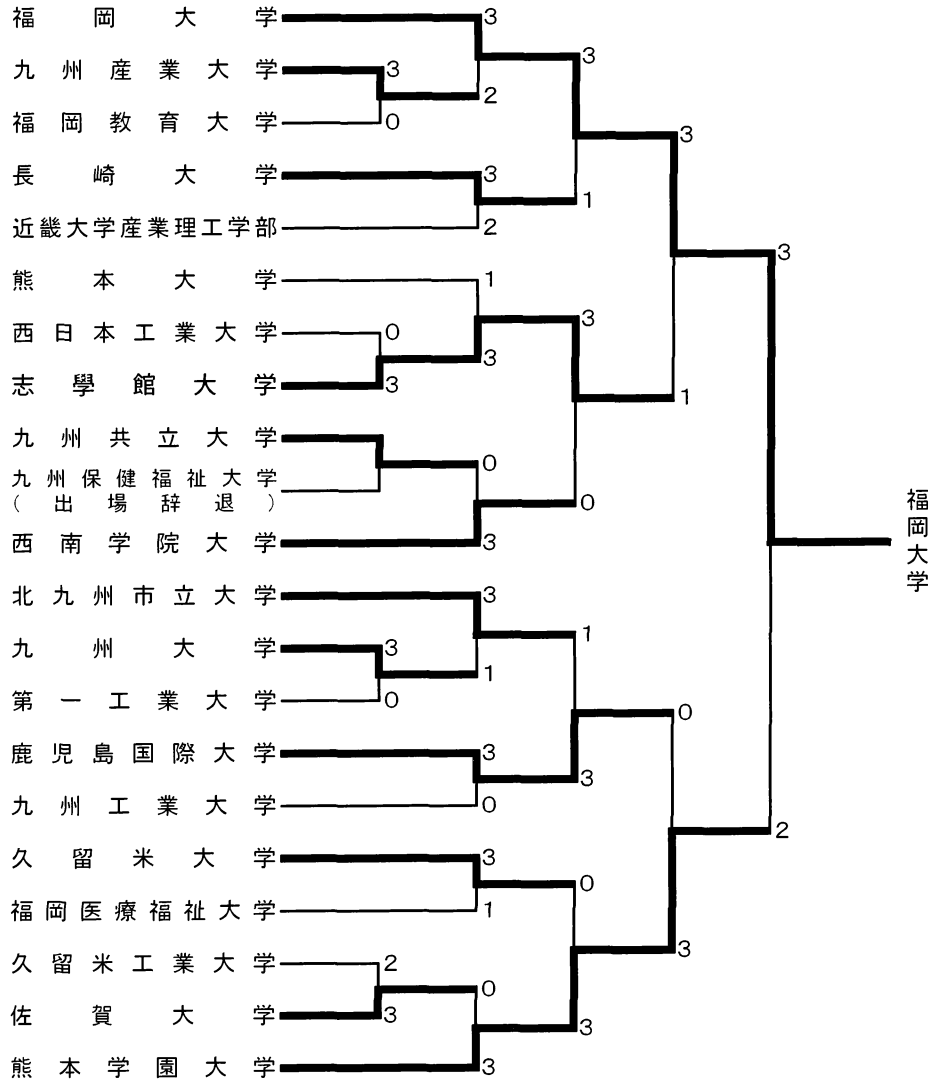 福岡大学
九州産業大学
福岡教育大学
長崎大学
近畿大学産業理工学部
熊本大学
西日本工業大学
志學館大学
九州共立大学
九州保健福祉大学
(出場辞退)
西南学院大学
北九州市立大学
九州大学
第一工業大学
鹿児島国際大学
九州工業大学
久留米大学
福岡医療福祉大学
久留米工業大学
佐賀大学
熊本学園大学
3
0
0
3
3
0
2
3
3
2
3
2
1
3
0
3
3
1
3
0
3
1
0
3
3
1
3
0
1
3
0
3
3
1
0
3
3
2
福岡大学